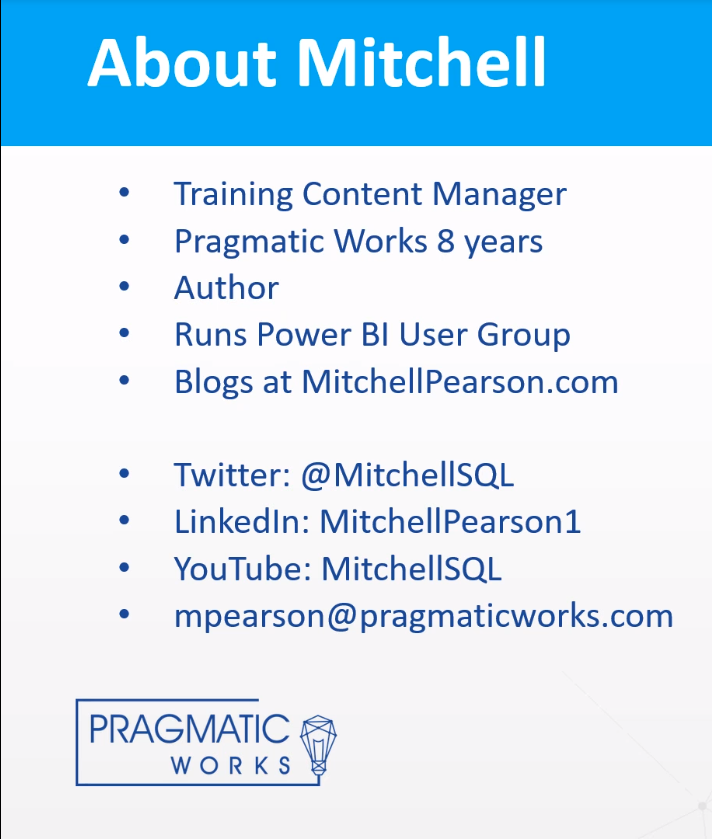 About Mitchell
• Training Content Manager
• Pragmatic Works 8 years
• Author
• Runs Power BI User Group
• Blogs at MitchellPearson.com
• Twitter: @MitchellSQL
• LinkedIn: MitchellPearson1
• YouTube: MitchellSQL
• mpearson@pragmaticworks.com
PRAGMATIC
WORKS